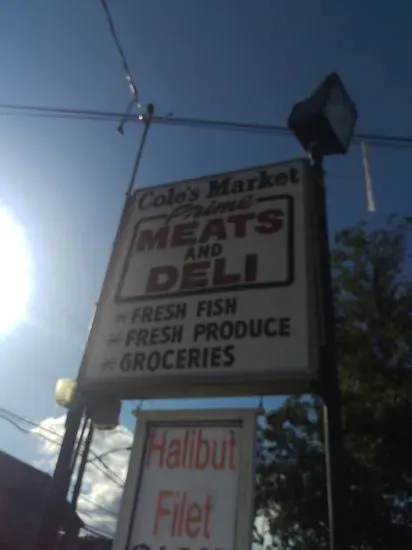 Cole's Market
Prime
MEATS
AND
DELI
* FRESH FISH
* FRESH PRODUCE
* GROCERIES
Halibut
Filet